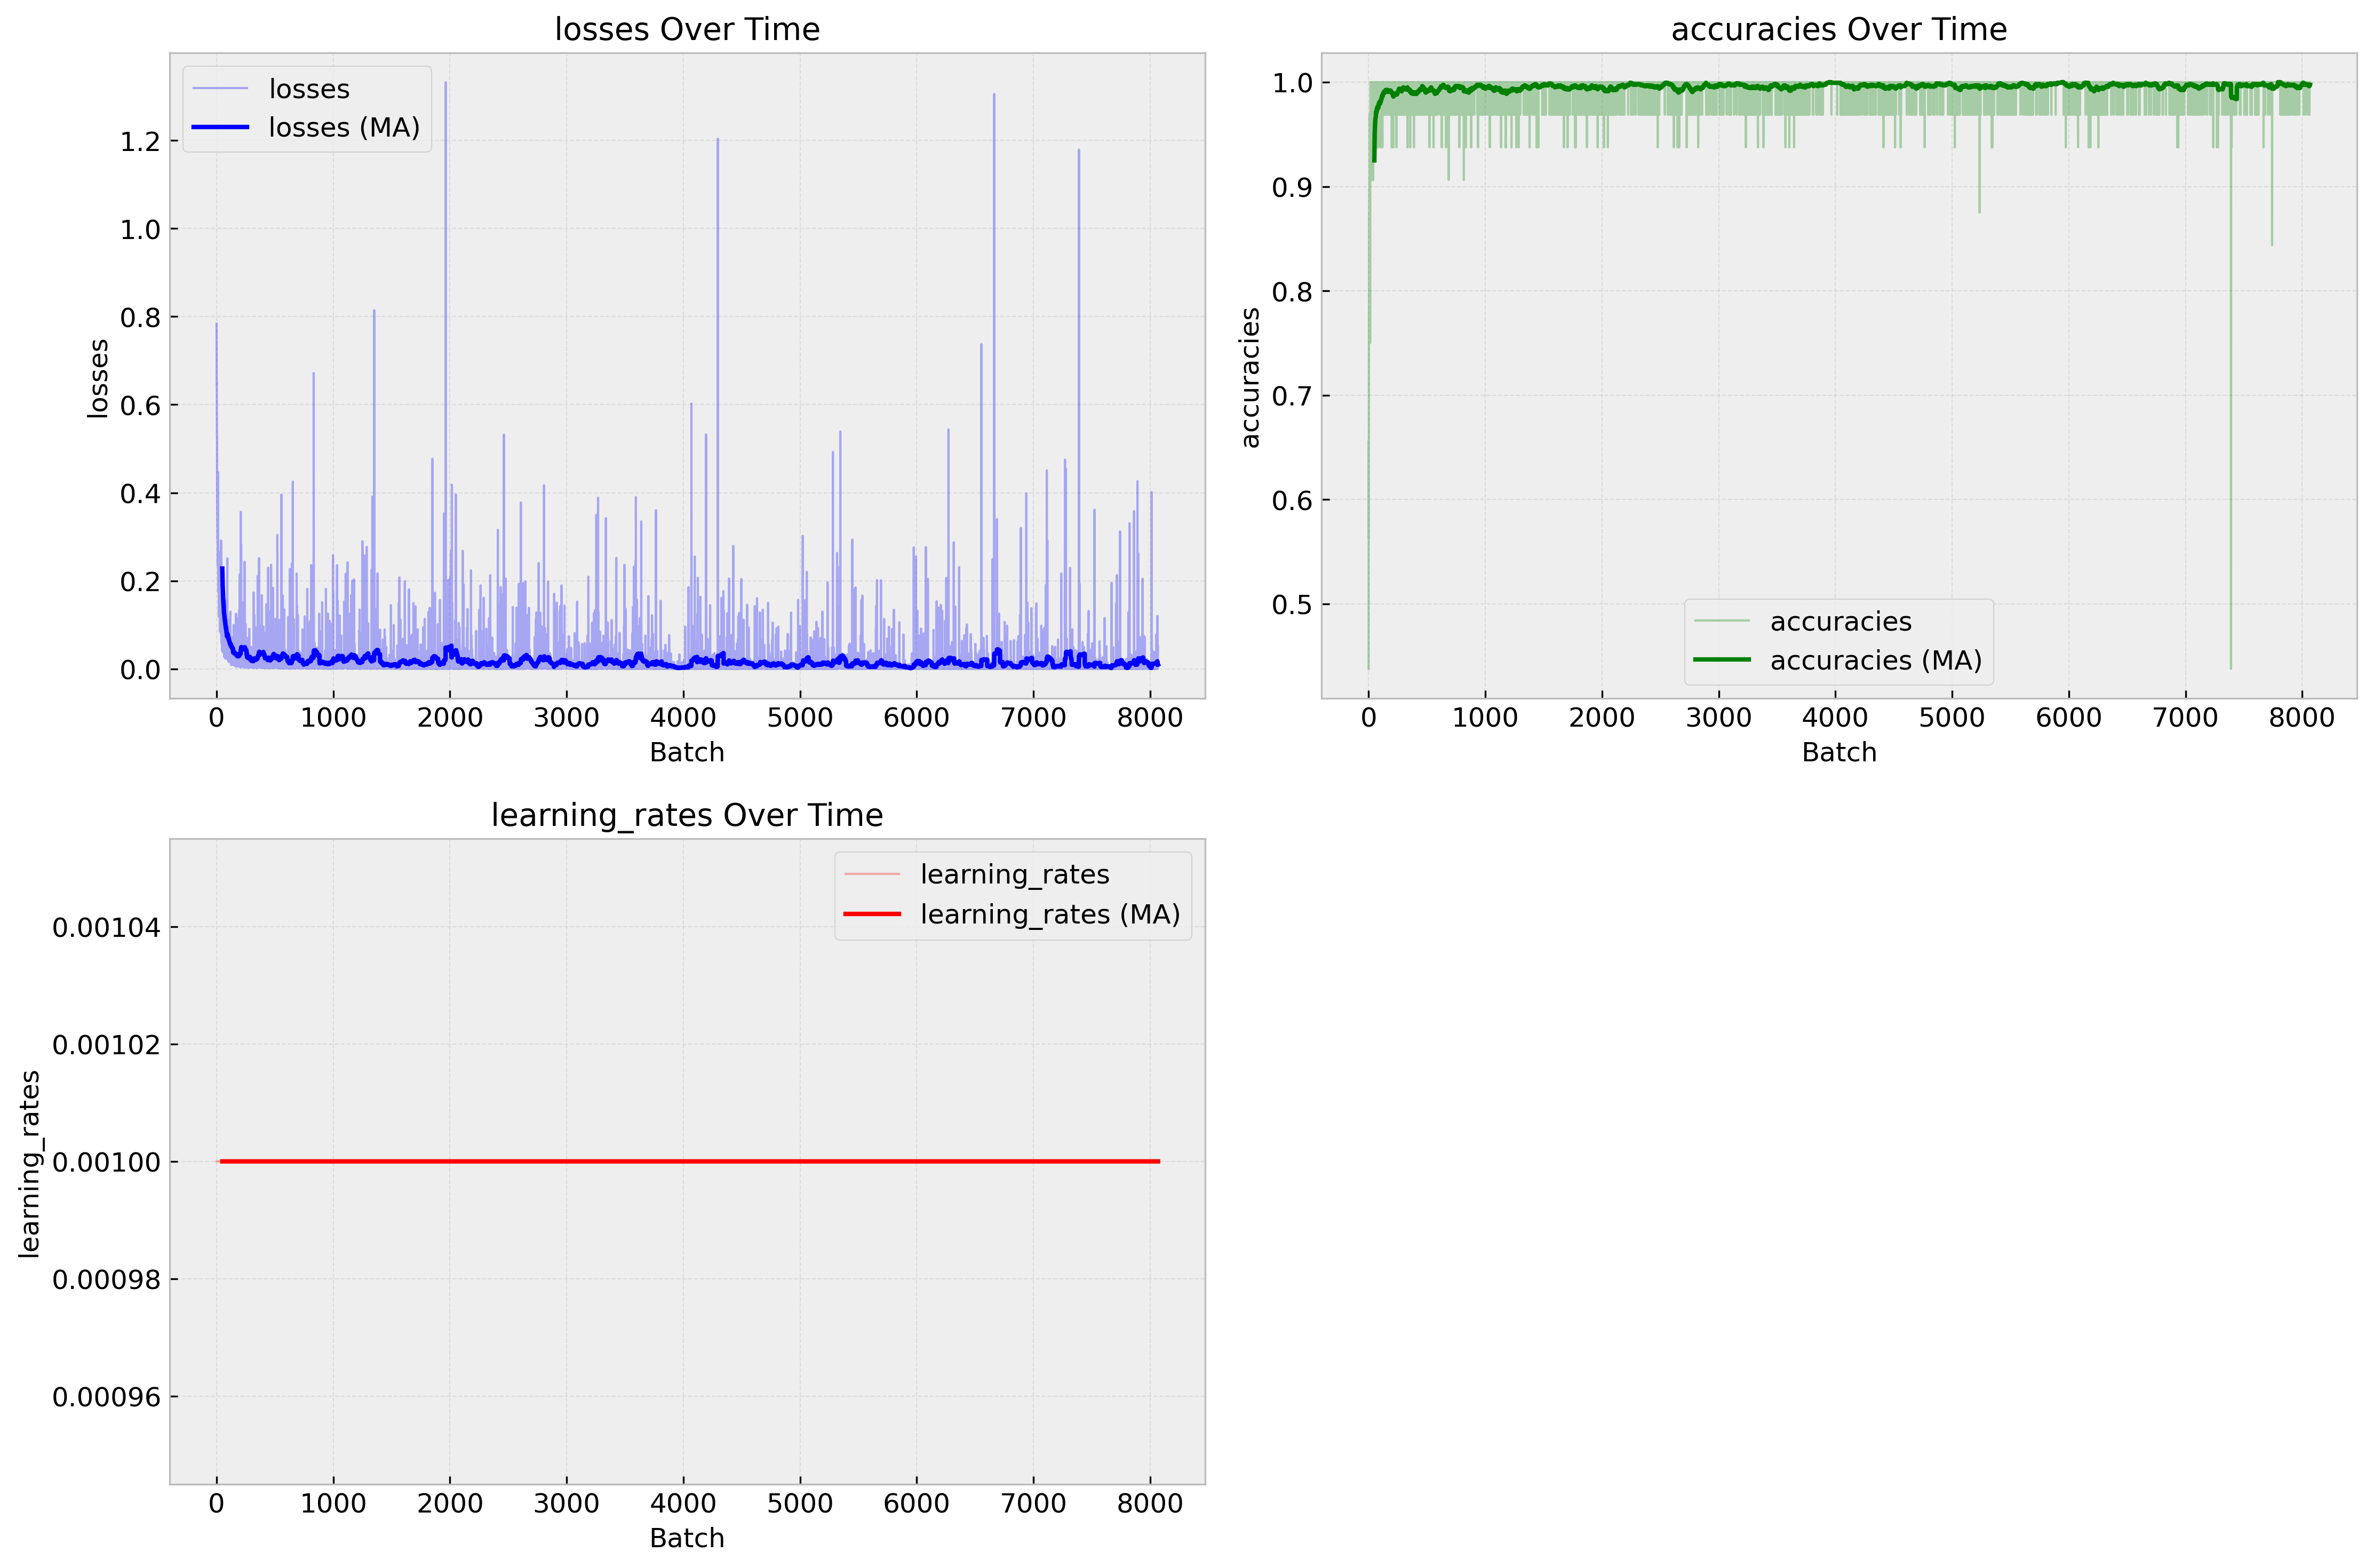 losses Over Time
losses
losses (MA)
losses
1.2
1.0
0.8
0.6
0.4
0.2
0.0
0 1000 2000 3000 4000 5000 6000 7000 8000
Batch
accuracies Over Time
accuracies
1.0
0.9
0.8
0.7
0.6
0.5
accuracies
accuracies (MA)
0 1000 2000 3000 4000 5000 6000 7000 8000
Batch
learning_rates Over Time
learning_rates
learning_rates (MA)
learning_rates
0.00104
0.00102
0.00100
0.00098
0.00096
0 1000 2000 3000 4000 5000 6000 7000 8000
Batch